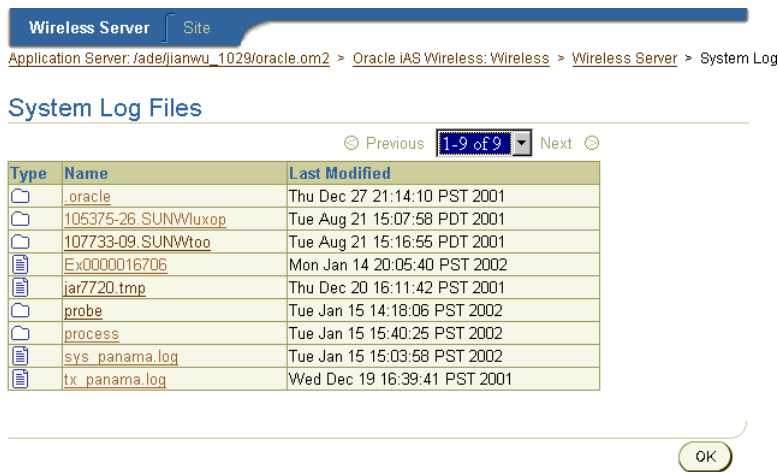 Wireless Server Site
Application Server: /ade/jianwu_1029/oracle.om2 > Oracle iAS Wireless: Wireless > Wireless Server > System Log
System Log Files
Previous 1-9 of 9 Next
Type Name Last Modified
.oracle Thu Dec 27 21:14:10 PST 2001
105375-26.SUNWluxop Tue Aug 21 15:07:58 PDT 2001
107733-09.SUNWtoo Tue Aug 21 15:16:55 PDT 2001
Ex0000016706 Mon Jan 14 20:05:40 PST 2002
jar7720.tmp Thu Dec 20 16:11:42 PST 2001
probe Tue Jan 15 14:18:06 PST 2002
process Tue Jan 15 15:40:25 PST 2002
sys_panama.log Tue Jan 15 15:03:58 PST 2002
tx_panama.log Wed Dec 19 16:39:41 PST 2001
OK